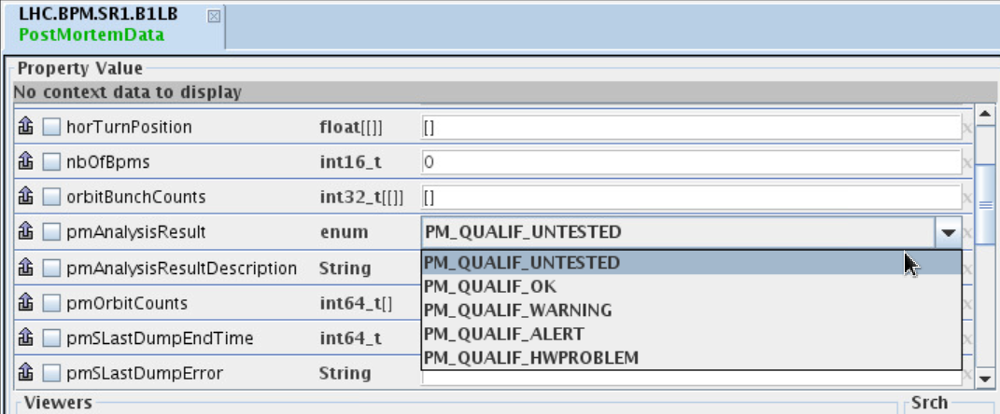 LHC.BPM.SR1.B1LB
PostMortemData
Property Value
No context data to display
horTurnPosition float[[]] [] x
nbOfBpms int16_t 0 x
orbitBunchCounts int32_t[[]] [] x
pmAnalysisResult enum PM_QUALIF_UNTESTED
pmAnalysisResultDescription String PM_QUALIF_UNTESTED
PM_QUALIF_OK
pmOrbitCounts int64_t[] PM_QUALIF_WARNING
pmSLastDumpEndTime int64_t PM_QUALIF_ALERT
PM_QUALIF_HWPROBLEM
pmSLastDumpError String x
Viewers Srch